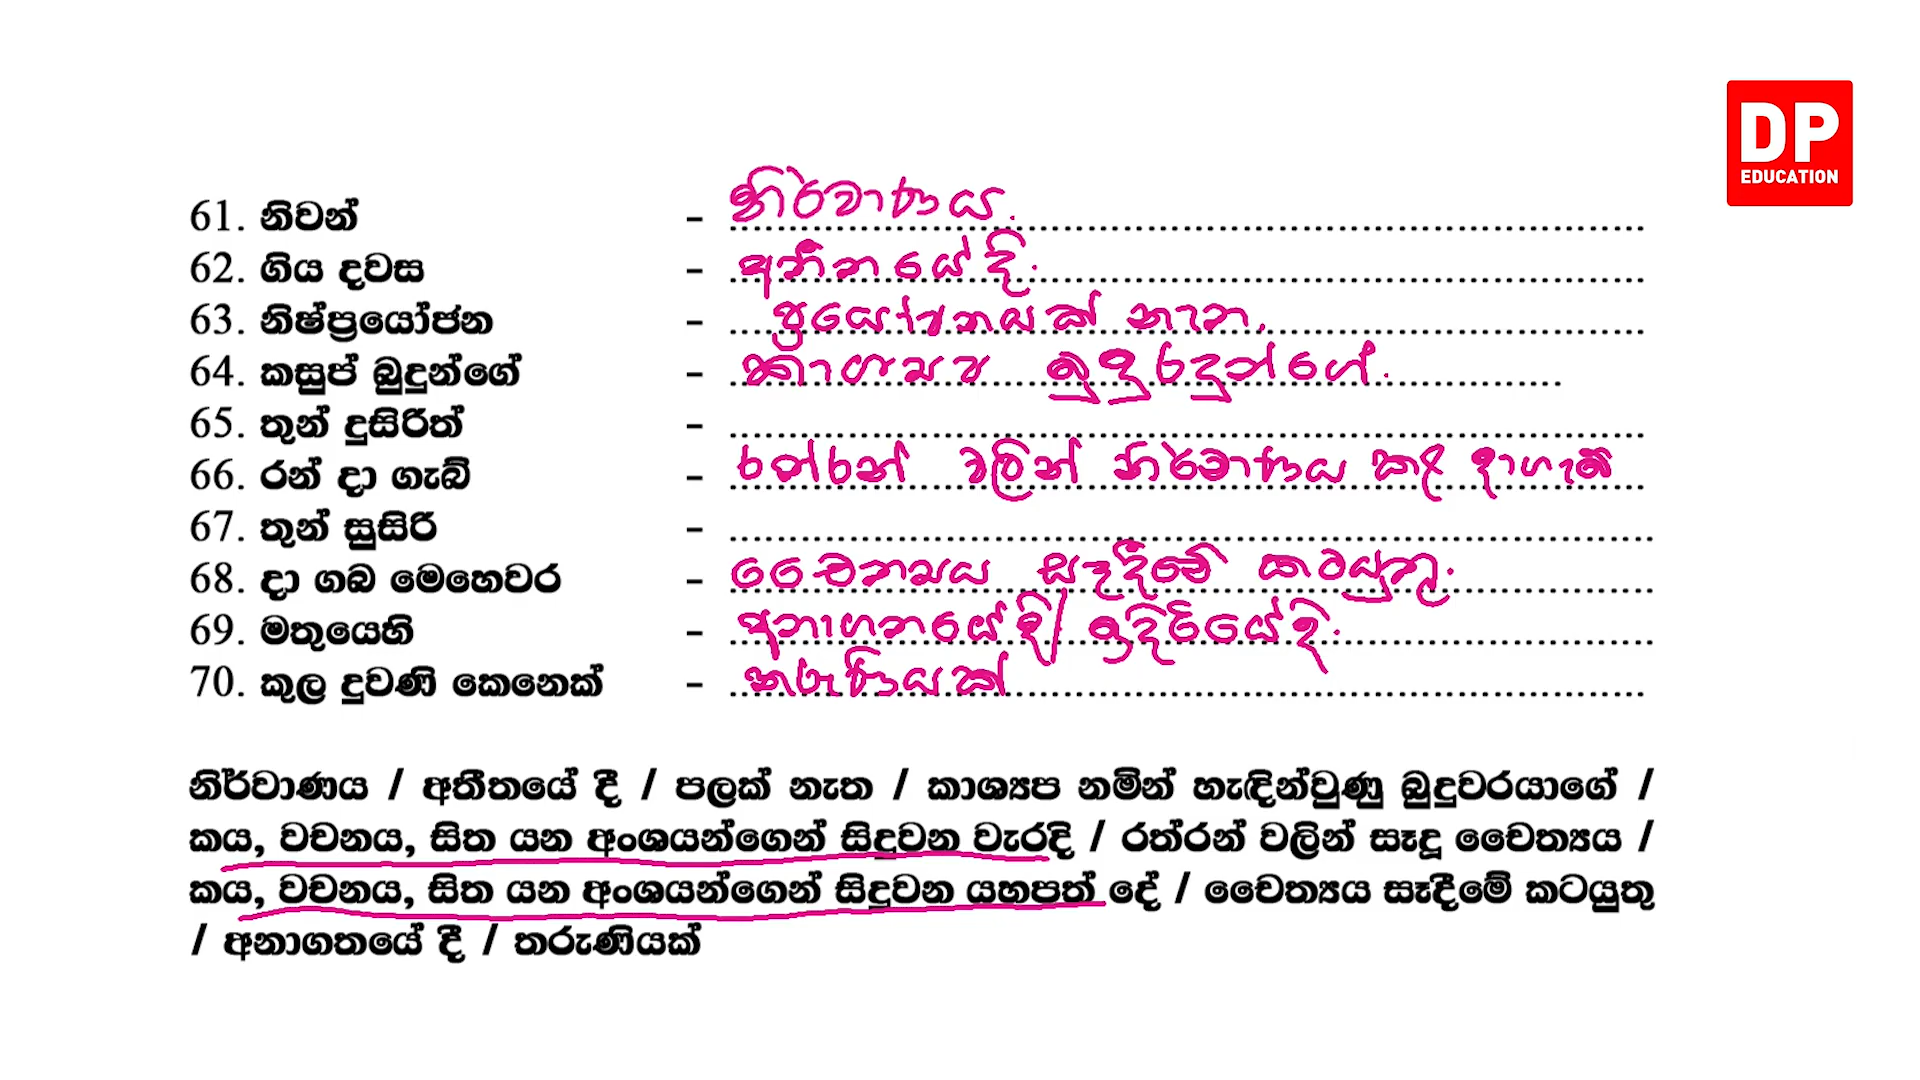 DP
EDUCATION
61. නිවන් - නිර්වාණය.
62. ගිය දවස - අතීතයේ දි.
63. නිෂ්ප්‍රයෝජන - ප්‍රයෝජනයක් නැත.
64. කසුප් බුදුන්ගේ - කාශ්‍යප බුදුරදුන්ගේ.
65. තුන් දුසිරිත් -
66. රන් දා ගැබ් - රත්රන් වලින් නිර්මාණය කළ දාගැබ්
67. තුන් සුසිරි -
68. දා ගබ මෙහෙවර - චෛත්‍යය සෑදීමේ කටයුතු.
69. මතුයෙහි - අනාගතයේ දි/ ඉදිරියේදි.
70. කුල දුවණි කෙනෙක් - තරුණියක්
නිර්වාණය / අතීතයේ දී / පලක් නැත / කාශ්‍යප නමින් හැඳින්වුණු බුදුවරයාගේ /
කය, වචනය, සිත යන අංශයන්ගෙන් සිදුවන වැරදි / රත්රන් වලින් සෑදූ චෛත්‍යය /
කය, වචනය, සිත යන අංශයන්ගෙන් සිදුවන යහපත් දේ / චෛත්‍යය සෑදීමේ කටයුතු
/ අනාගතයේ දී / තරුණියක්